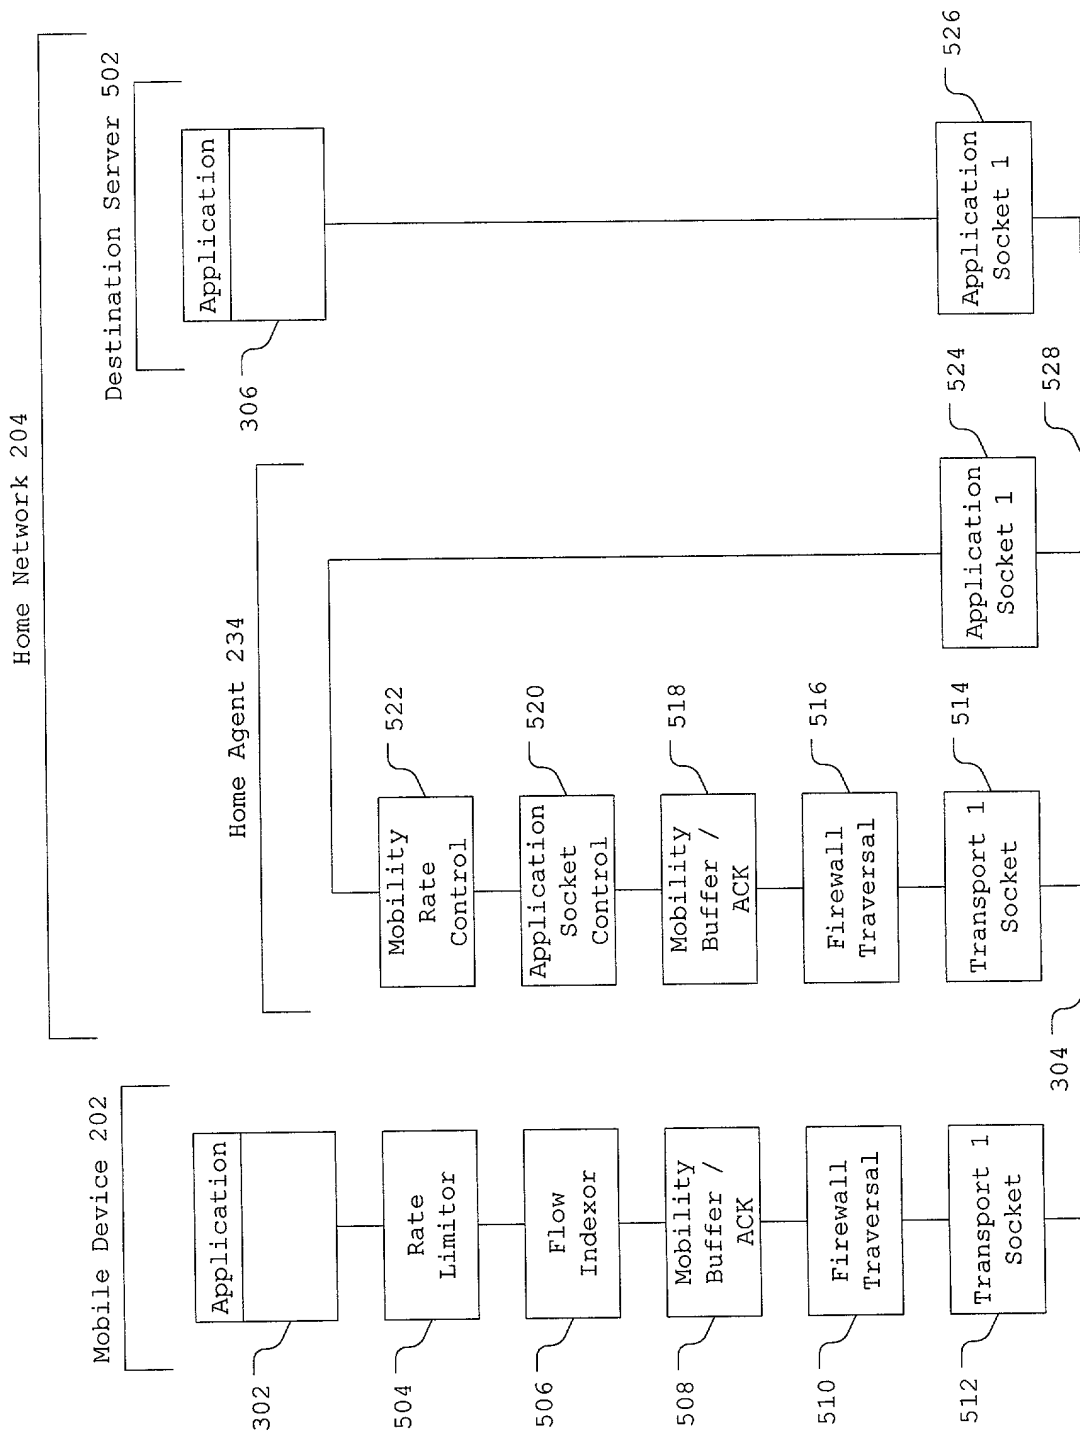 Home Network 204
Destination Server 502
Home Agent 234
Mobile Device 202
Application
302
Rate
Limitor
504
Flow
Indexor
506
Mobility
Buffer /
ACK
508
Firewall
Traversal
510
Transport 1
Socket
512
Mobility
Rate
Control
522
Application
Socket
Control
520
Mobility
Buffer /
ACK
518
Firewall
Traversal
516
Transport 1
Socket
514
Application
Socket 1
524
Application
306
Application
Socket 1
526
304
528